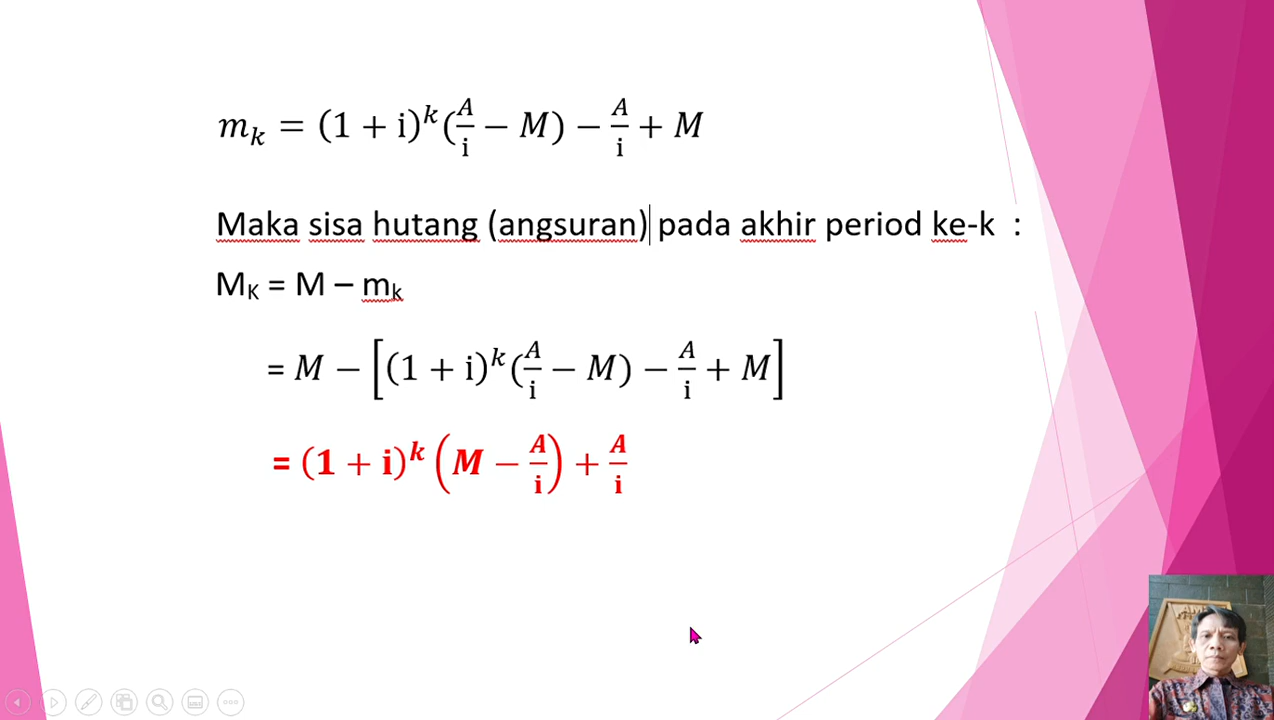 m_k = (1 + i)^k (A/i − M) − A/i + M
Maka sisa hutang (angsuran) pada akhir period ke-k :
M_K = M – m_k
= M − [(1 + i)^k (A/i − M) − A/i + M]
= (1 + i)^k (M − A/i) + A/i